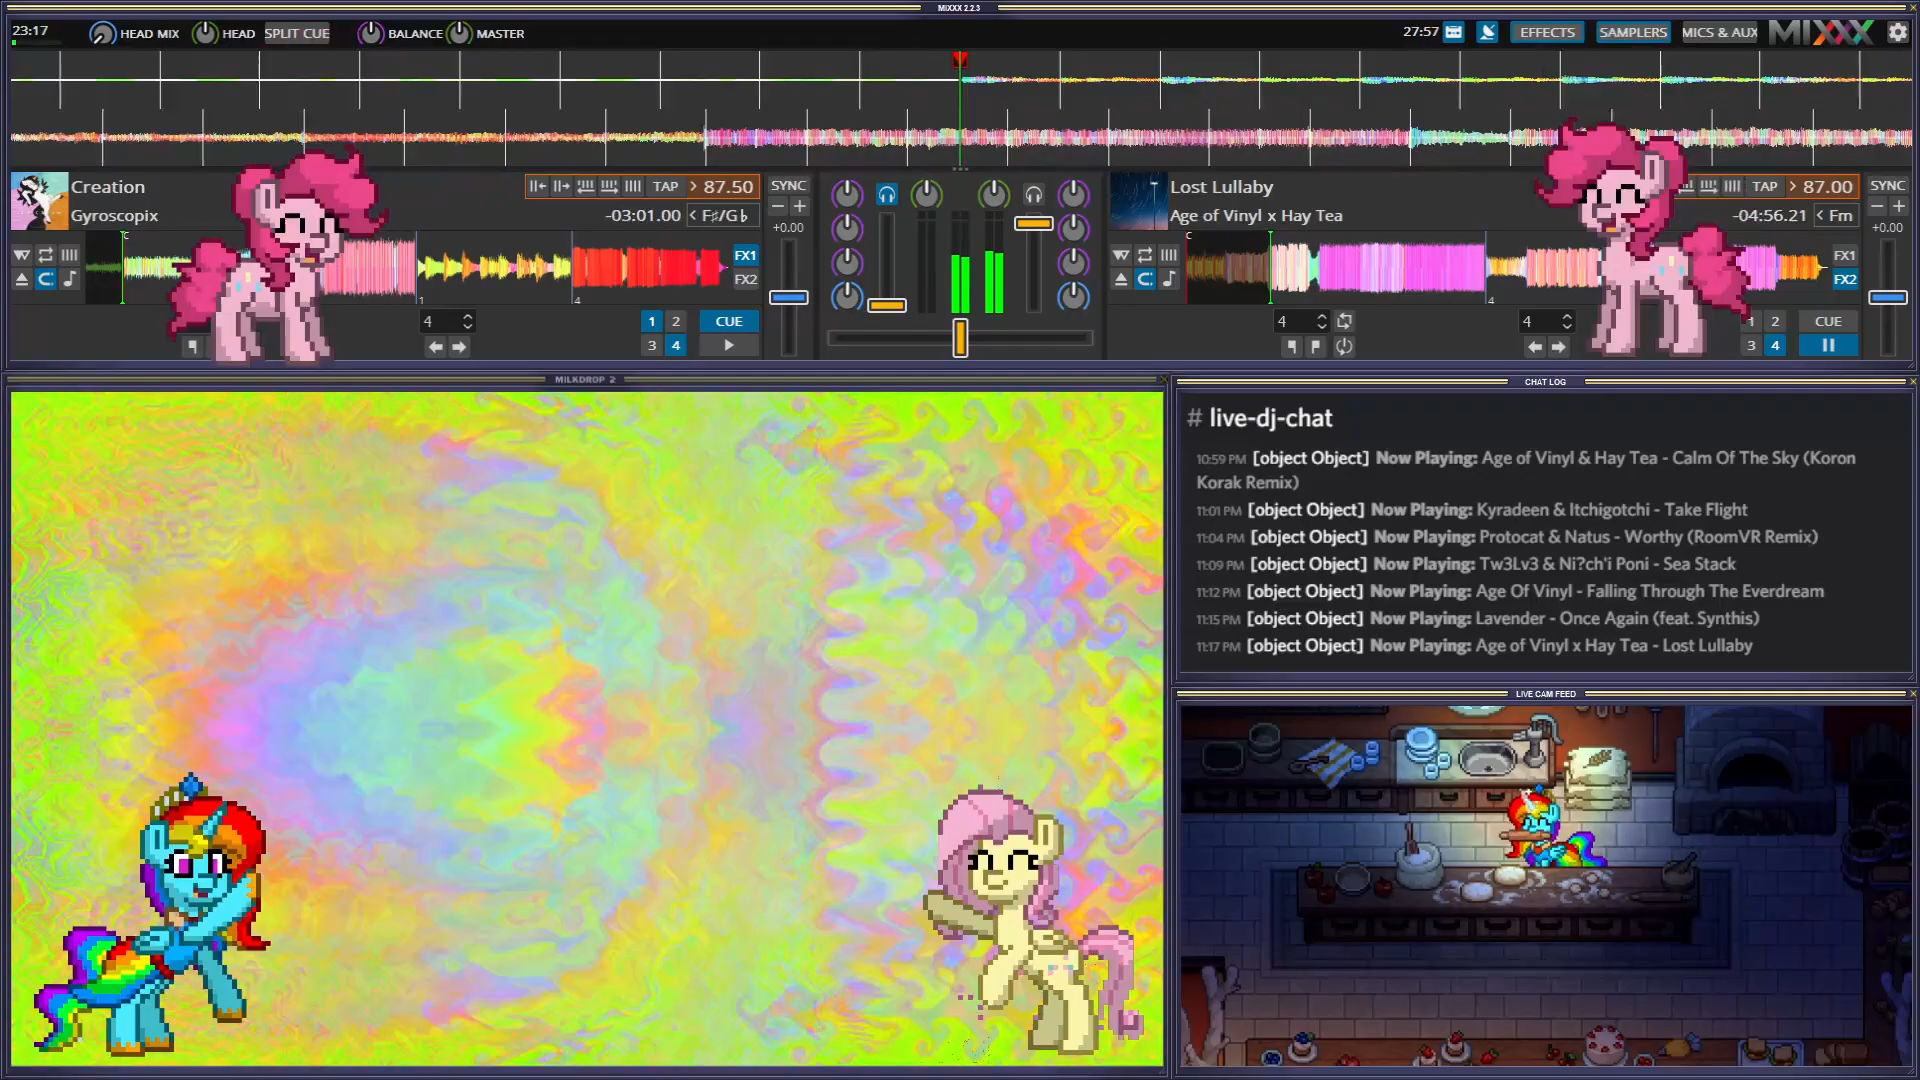 MIXXX 2.2.3
23:17
HEAD MIX
HEAD
SPLIT CUE
BALANCE
MASTER
27:57
EFFECTS
SAMPLERS
MICS & AUX
MIXXX
Creation
TAP
87.50
SYNC
Gyroscopix
-03:01.00
F♯/G♭
+0.00
C
FX1
FX2
1
4
4
1
2
CUE
3
4
Lost Lullaby
TAP
87.00
SYNC
Age of Vinyl x Hay Tea
-04:56.21
Fm
+0.00
C
FX1
FX2
4
4
4
1
2
CUE
3
4
MILKDROP 2
CHAT LOG
# live-dj-chat
10:59 PM [object Object] Now Playing: Age of Vinyl & Hay Tea - Calm Of The Sky (Koron
Korak Remix)
11:01 PM [object Object] Now Playing: Kyradeen & Itchigotchi - Take Flight
11:04 PM [object Object] Now Playing: Protocat & Natus - Worthy (RoomVR Remix)
11:09 PM [object Object] Now Playing: Tw3Lv3 & Ni?ch'i Poni - Sea Stack
11:12 PM [object Object] Now Playing: Age Of Vinyl - Falling Through The Everdream
11:15 PM [object Object] Now Playing: Lavender - Once Again (feat. Synthis)
11:17 PM [object Object] Now Playing: Age of Vinyl x Hay Tea - Lost Lullaby
LIVE CAM FEED